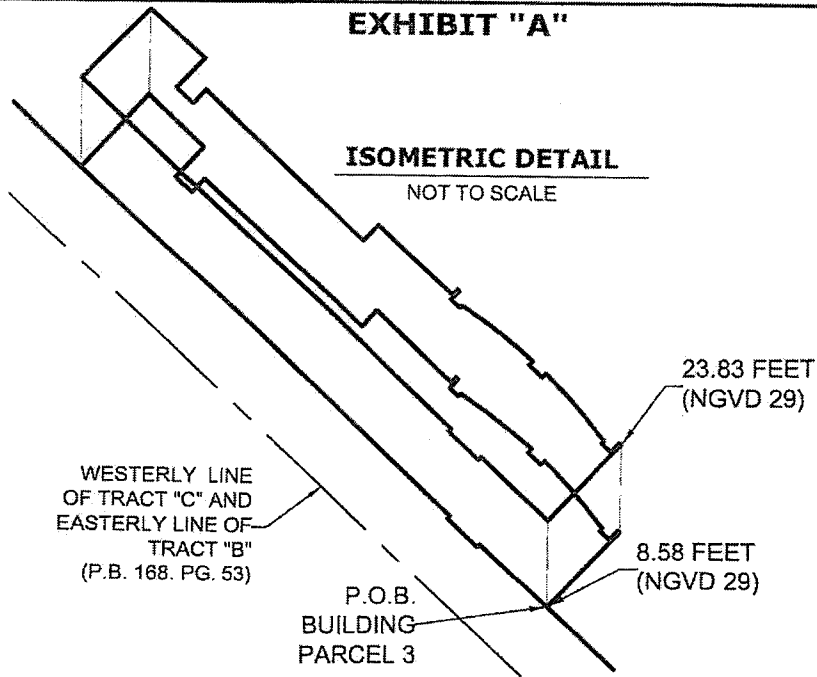 EXHIBIT "A"
ISOMETRIC DETAIL
NOT TO SCALE
23.83 FEET
(NGVD 29)
WESTERLY LINE
OF TRACT "C" AND
EASTERLY LINE OF
TRACT "B"
(P.B. 168. PG. 53)
8.58 FEET
(NGVD 29)
P.O.B.
BUILDING
PARCEL 3